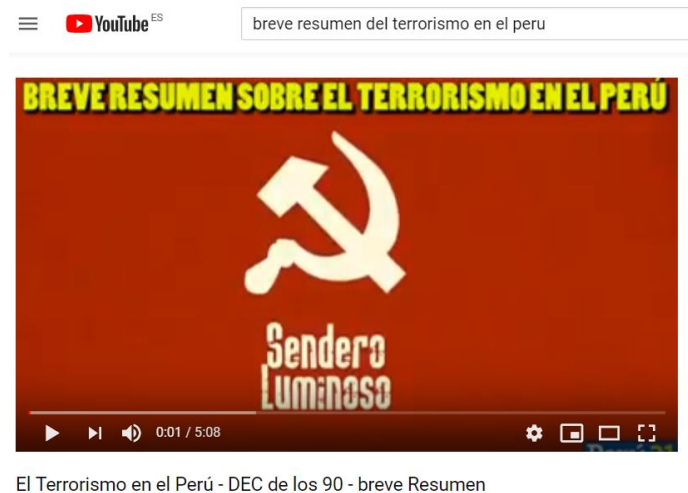 YouTube ES
breve resumen del terrorismo en el peru
BREVE RESUMEN SOBRE EL TERRORISMO EN EL PERÚ
Sendero
Luminoso
0:01 / 5:08
El Terrorismo en el Perú - DEC de los 90 - breve Resumen